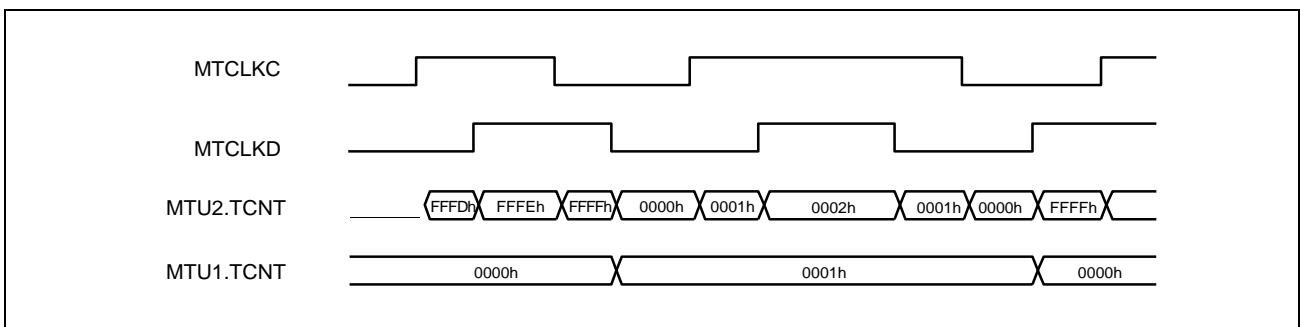 MTCLKC
MTCLKD
MTU2.TCNT FFFDh FFFEh FFFFh 0000h 0001h 0002h 0001h 0000h FFFFh
MTU1.TCNT 0000h 0001h 0000h